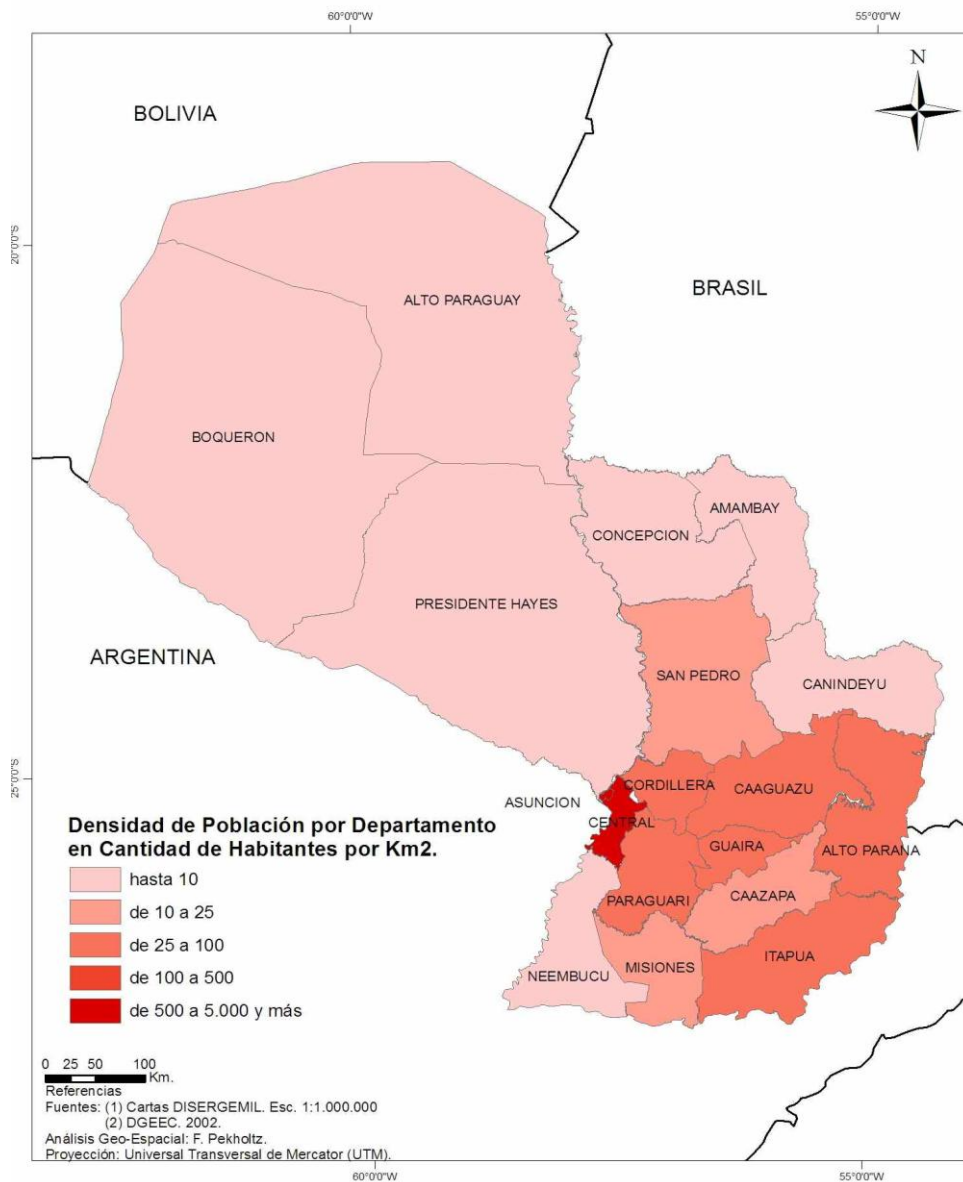 60°0'0"W
55°0'0"W
N
BOLIVIA
20°0'0"S
BRASIL
ALTO PARAGUAY
BOQUERON
AMAMBAY
CONCEPCION
PRESIDENTE HAYES
ARGENTINA
SAN PEDRO
CANINDEYU
25°0'0"S
CORDILLERA
CAAGUAZU
ASUNCION
CENTRAL
GUAIRA
ALTO PARANA
CAAZAPA
PARAGUARI
ITAPUA
MISIONES
NEEMBUCU
Densidad de Población por Departamento
en Cantidad de Habitantes por Km2.
hasta 10
de 10 a 25
de 25 a 100
de 100 a 500
de 500 a 5.000 y más
0 25 50 100
Km.
Referencias
Fuentes: (1) Cartas DISERGEMIL. Esc. 1:1.000.000
(2) DGEEC. 2002.
Análisis Geo-Espacial: F. Pekholtz.
Proyección: Universal Transversal de Mercator (UTM).
60°0'0"W
55°0'0"W